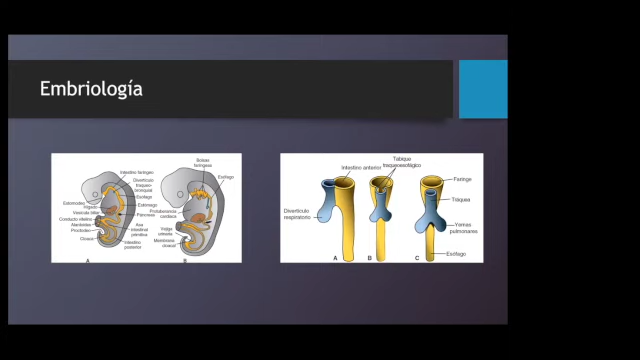 Embriología
Intestino faríngeo
Divertículo
traqueo-
bronquial
Esófago
Estómago
Páncreas
Asa
intestinal
primitiva
Intestino
posterior
Estomodeo
Hígado
Vesícula biliar
Conducto vitelino
Alantoides
Proctodeo
Cloaca
A
Bolsas
faríngeas
Esófago
Protuberancia
cardíaca
Vejiga
urinaria
Membrana
cloacal
B
Tabique
traqueoesofágico
Intestino anterior
Divertículo
respiratorio
A
B
C
Faringe
Tráquea
Yemas
pulmonares
Esófago